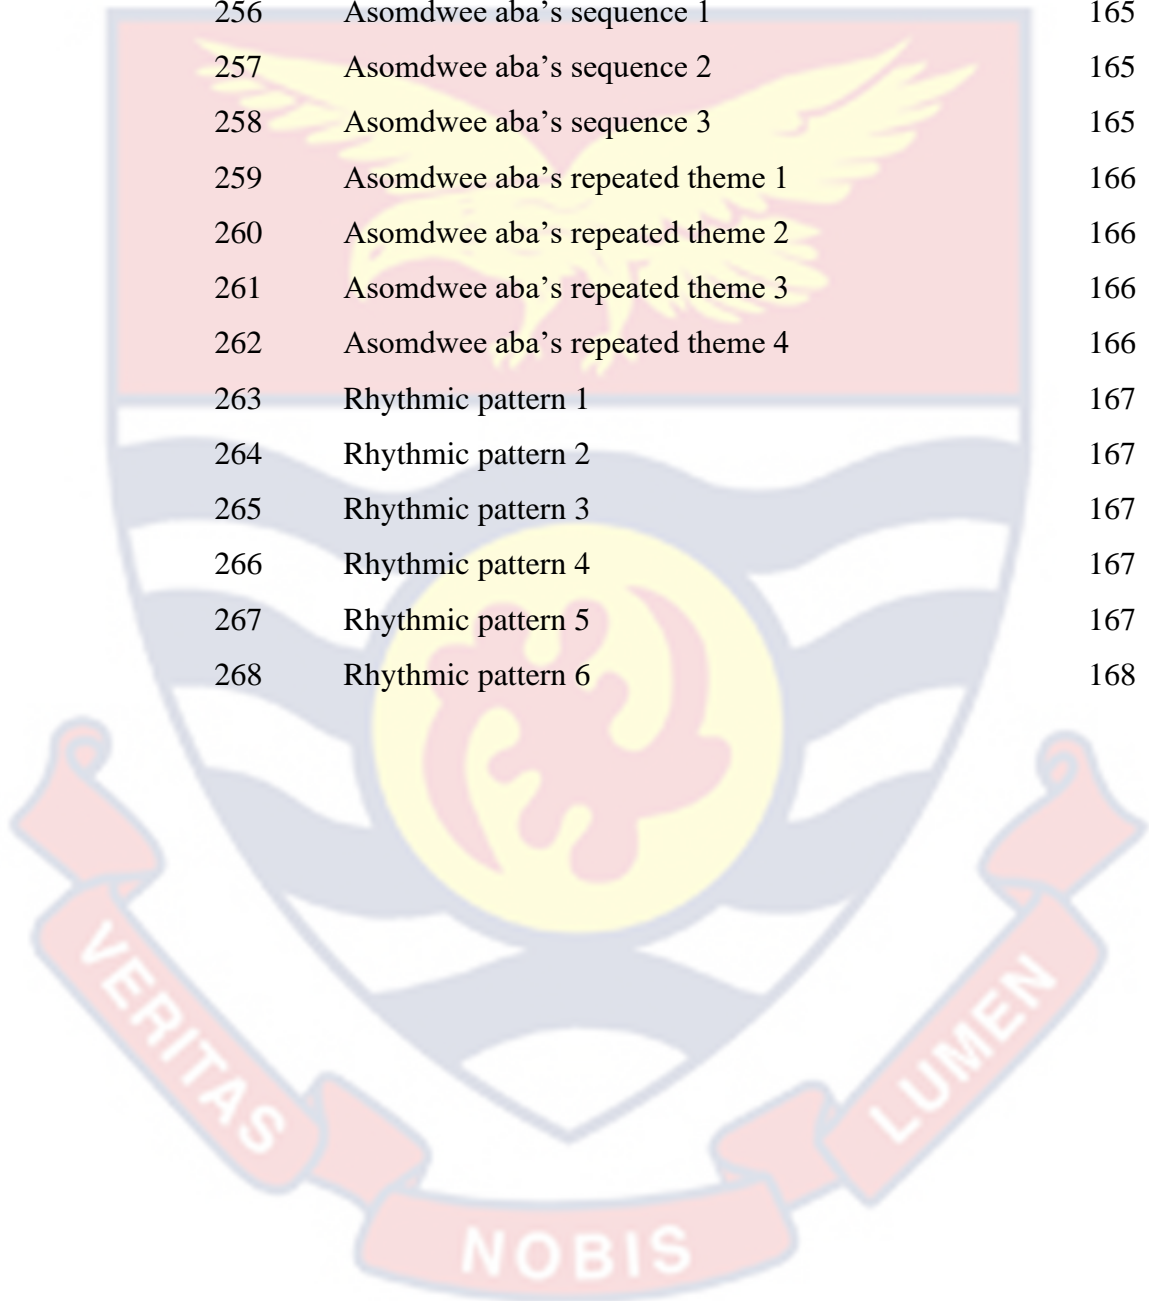 256 Asomdwee aba’s sequence 1 165
257 Asomdwee aba’s sequence 2 165
258 Asomdwee aba’s sequence 3 165
259 Asomdwee aba’s repeated theme 1 166
260 Asomdwee aba’s repeated theme 2 166
261 Asomdwee aba’s repeated theme 3 166
262 Asomdwee aba’s repeated theme 4 166
263 Rhythmic pattern 1 167
264 Rhythmic pattern 2 167
265 Rhythmic pattern 3 167
266 Rhythmic pattern 4 167
267 Rhythmic pattern 5 167
268 Rhythmic pattern 6 168
VERITAS
NOBIS
LUMEN